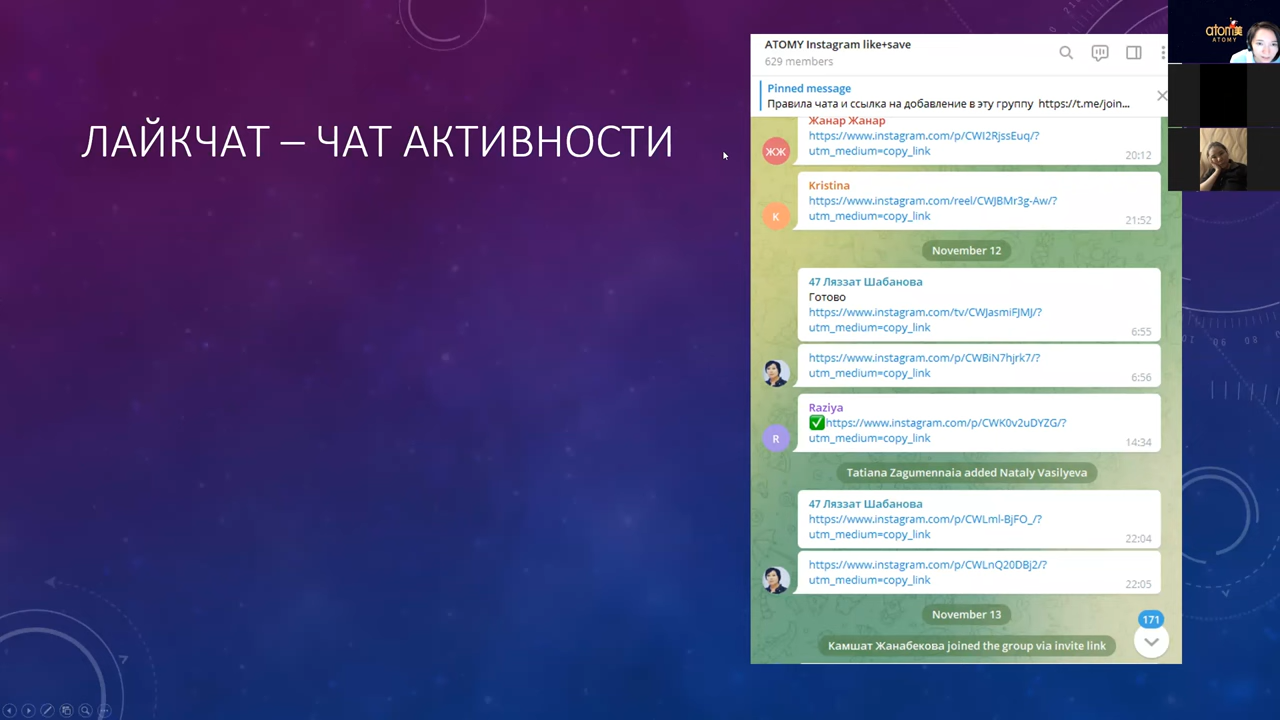 ЛАЙКЧАТ – ЧАТ АКТИВНОСТИ
ATOMY Instagram like+save
629 members
Pinned message
Правила чата и ссылка на добавление в эту группу https://t.me/join...
Жанар Жанар
https://www.instagram.com/p/CWI2RjssEuq/?
utm_medium=copy_link
20:12
ЖЖ
Kristina
https://www.instagram.com/reel/CWJBMr3g-Aw/?
utm_medium=copy_link
21:52
K
November 12
47 Ляззат Шабанова
Готово
https://www.instagram.com/tv/CWJasmiFJMJ/?
utm_medium=copy_link
6:55
https://www.instagram.com/p/CWBiN7hjrk7/?
utm_medium=copy_link
6:56
Raziya
✅https://www.instagram.com/p/CWK0v2uDYZG/?
utm_medium=copy_link
14:34
R
Tatiana Zagumennaia added Nataly Vasilyeva
47 Ляззат Шабанова
https://www.instagram.com/p/CWLml-BjFO_/?
utm_medium=copy_link
22:04
https://www.instagram.com/p/CWLnQ20DBj2/?
utm_medium=copy_link
22:05
November 13
171
Камшат Жанабекова joined the group via invite link
atom美
ATOMY